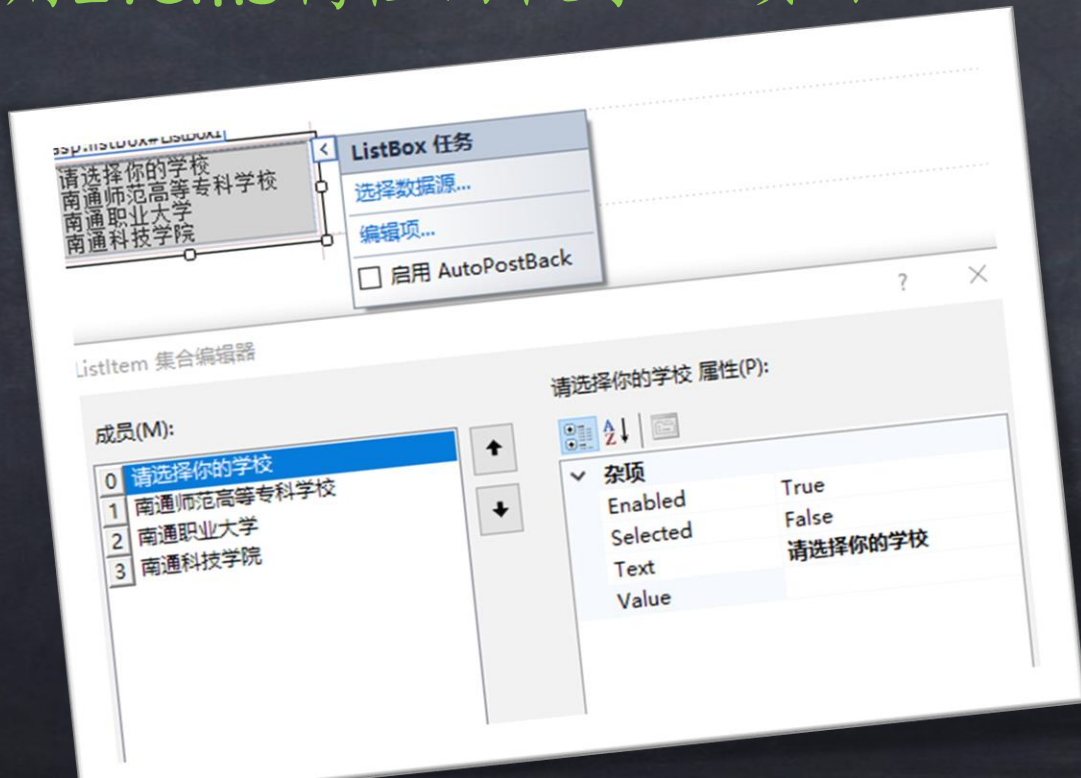 asp:listbox#ListBox1
请选择你的学校
南通师范高等专科学校
南通职业大学
南通科技学院
ListBox 任务
选择数据源...
编辑项...
启用 AutoPostBack
ListItem 集合编辑器
? ×
成员(M):
0 请选择你的学校
1 南通师范高等专科学校
2 南通职业大学
3 南通科技学院
请选择你的学校 属性(P):
杂项
Enabled True
Selected False
Text 请选择你的学校
Value